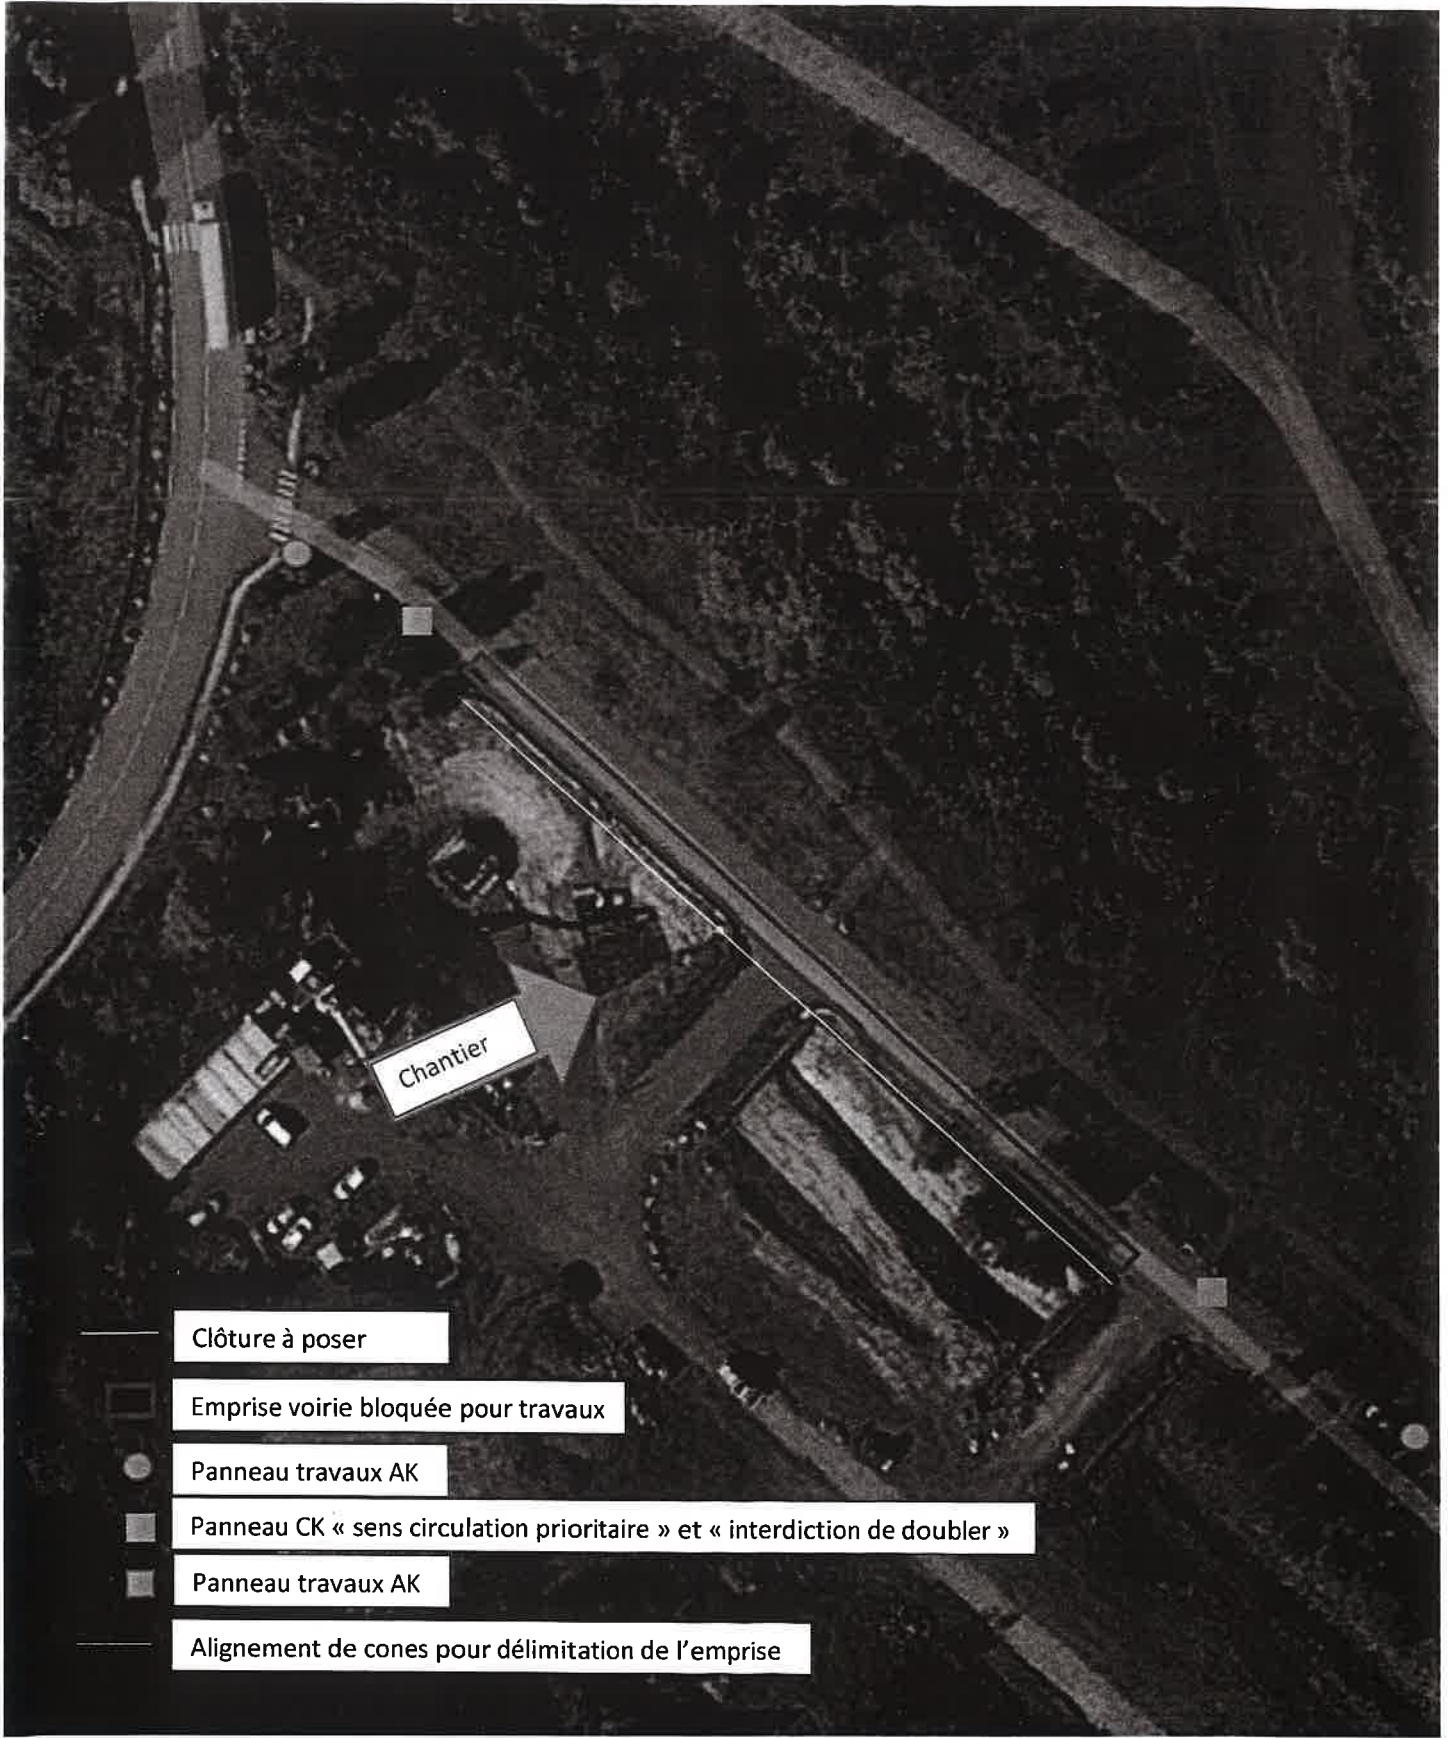 Chantier
Clôture à poser
Emprise voirie bloquée pour travaux
Panneau travaux AK
Panneau CK « sens circulation prioritaire » et « interdiction de doubler »
Panneau travaux AK
Alignement de cones pour délimitation de l'emprise